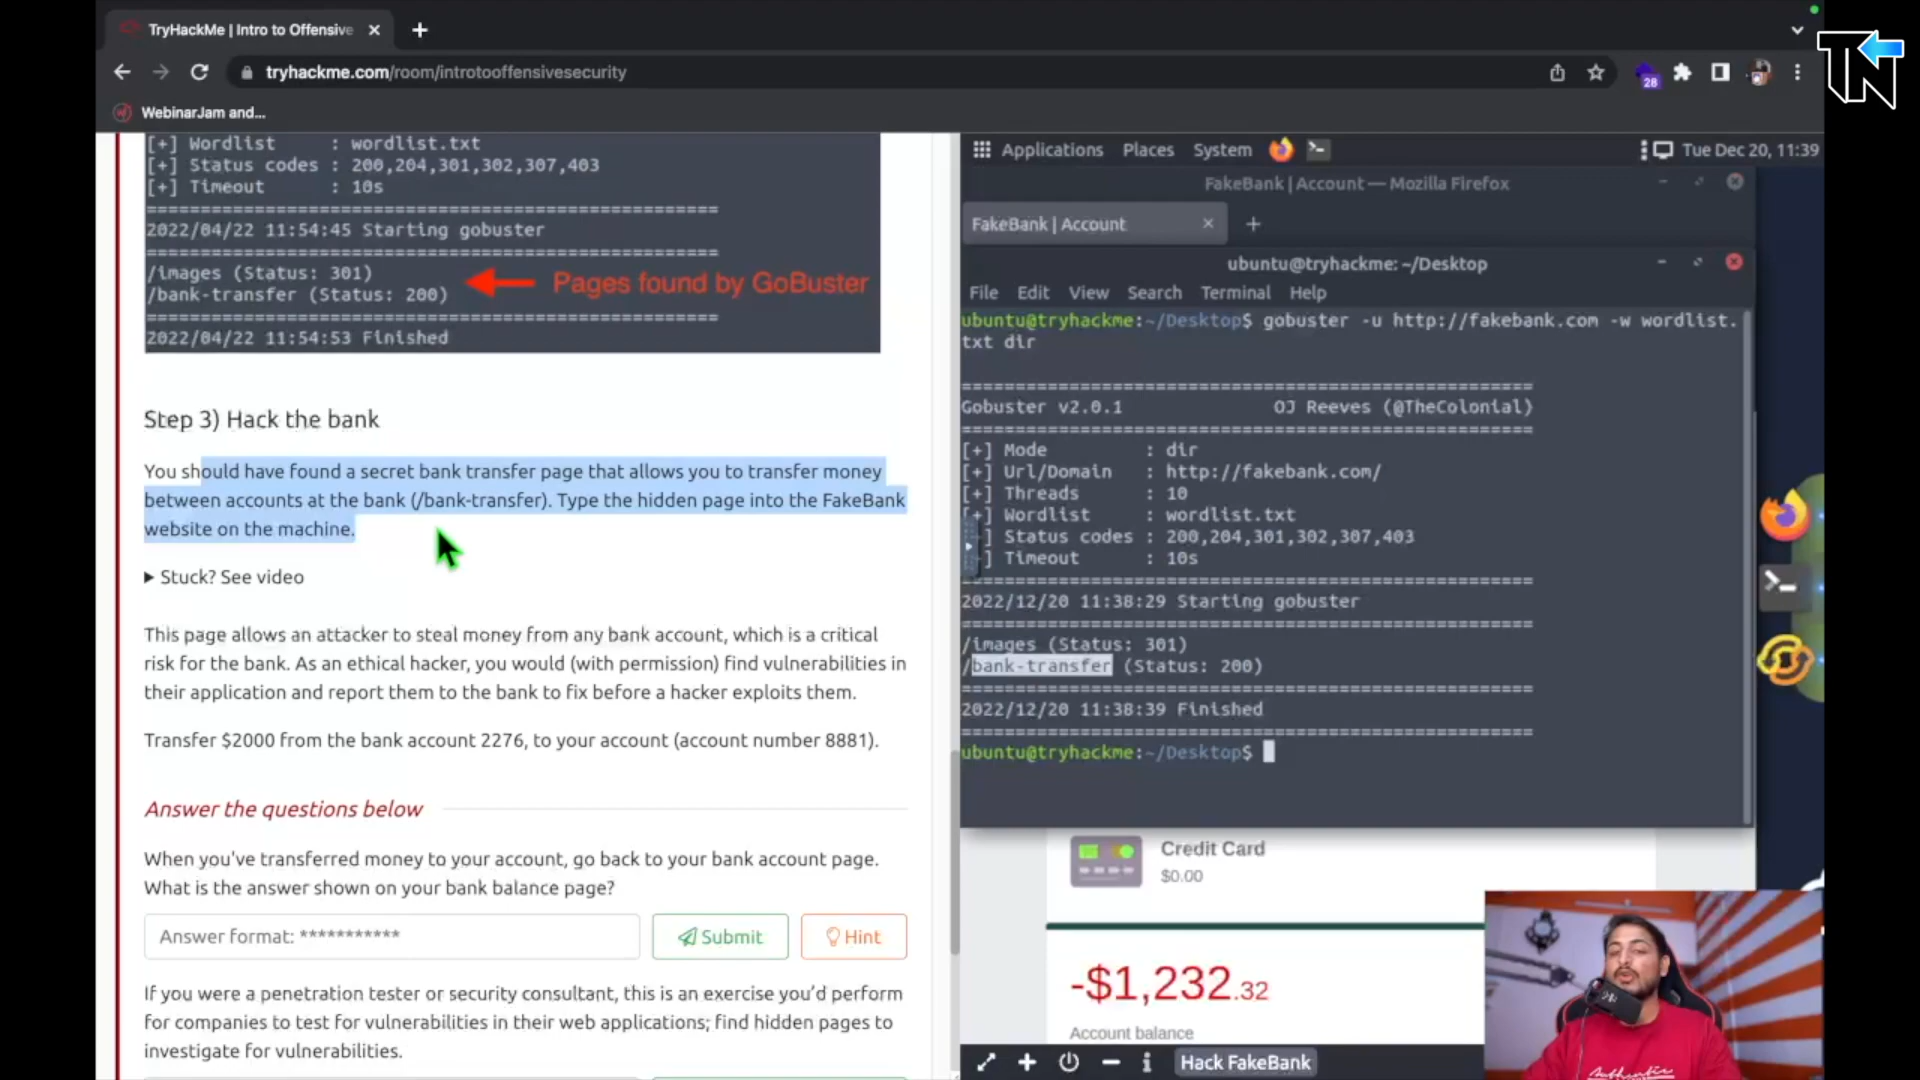 TryHackMe | Intro to Offensive
tryhackme.com/room/introtooffensivesecurity
28
TN
WebinarJam and...
[+] Wordlist : wordlist.txt
[+] Status codes : 200,204,301,302,307,403
[+] Timeout : 10s
=====================================================
2022/04/22 11:54:45 Starting gobuster
=====================================================
/images (Status: 301)
/bank-transfer (Status: 200)
Pages found by GoBuster
=====================================================
2022/04/22 11:54:53 Finished
Step 3) Hack the bank
You should have found a secret bank transfer page that allows you to transfer money
between accounts at the bank (/bank-transfer). Type the hidden page into the FakeBank
website on the machine.
▶ Stuck? See video
This page allows an attacker to steal money from any bank account, which is a critical
risk for the bank. As an ethical hacker, you would (with permission) find vulnerabilities in
their application and report them to the bank to fix before a hacker exploits them.
Transfer $2000 from the bank account 2276, to your account (account number 8881).
Answer the questions below
When you've transferred money to your account, go back to your bank account page.
What is the answer shown on your bank balance page?
Answer format: ***********
Submit
Hint
If you were a penetration tester or security consultant, this is an exercise you'd perform
for companies to test for vulnerabilities in their web applications; find hidden pages to
investigate for vulnerabilities.
Applications Places System
Tue Dec 20, 11:39
FakeBank | Account — Mozilla Firefox
FakeBank | Account
ubuntu@tryhackme: ~/Desktop
File Edit View Search Terminal Help
ubuntu@tryhackme:~/Desktop$ gobuster -u http://fakebank.com -w wordlist.
txt dir
=====================================================
Gobuster v2.0.1 OJ Reeves (@TheColonial)
=====================================================
[+] Mode : dir
[+] Url/Domain : http://fakebank.com/
[+] Threads : 10
[+] Wordlist : wordlist.txt
] Status codes : 200,204,301,302,307,403
] Timeout : 10s
=====================================================
2022/12/20 11:38:29 Starting gobuster
=====================================================
/images (Status: 301)
/bank-transfer (Status: 200)
=====================================================
2022/12/20 11:38:39 Finished
=====================================================
ubuntu@tryhackme:~/Desktop$
Credit Card
$0.00
-$1,232.32
Account balance
Hack FakeBank
Authentic